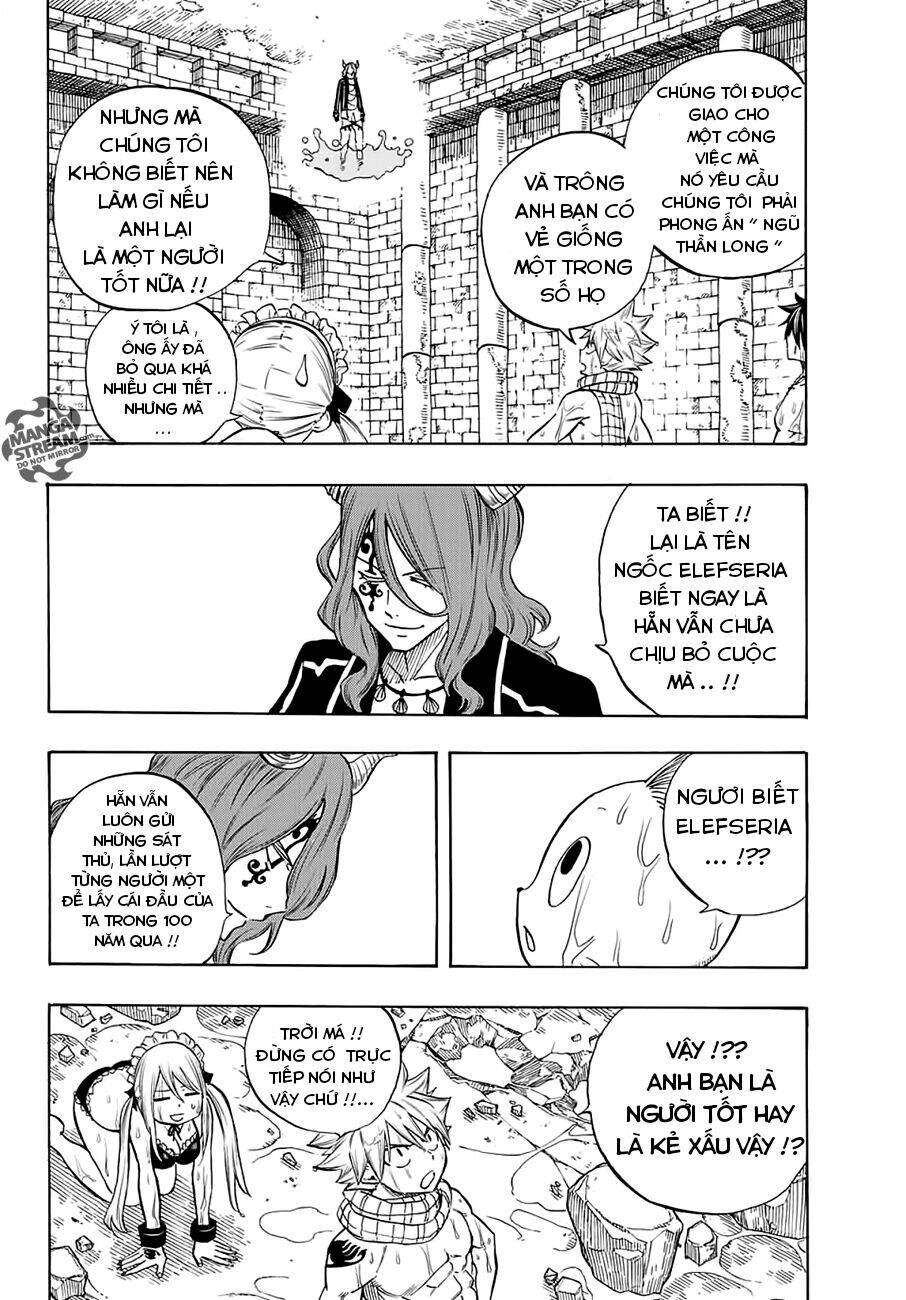 CHÚNG TÔI ĐƯỢC
GIAO CHO
MỘT CÔNG
VIỆC MÀ
NÓ YÊU CẦU
CHÚNG TÔI PHẢI
PHONG ẤN “ NGŨ
THẦN LONG “
VÀ TRÔNG
ANH BẠN CÓ
VẺ GIỐNG
MỘT TRONG
SỐ HỌ
NHƯNG MÀ
CHÚNG TÔI
KHÔNG BIẾT NÊN
LÀM GÌ NẾU
ANH LẠI
LÀ MỘT NGƯỜI
TỐT NỮA !!
Ý TÔI LÀ ,
ÔNG ẤY ĐÃ
BỎ QUA KHÁ
NHIỀU CHI TIẾT ..
NHƯNG MÀ
...
MANGA
STREAM.com
DO NOT MIRROR
TA BIẾT !!
LẠI LÀ TÊN
NGỐC ELEFSERIA
BIẾT NGAY LÀ
HẮN VẪN CHƯA
CHỊU BỎ CUỘC
MÀ .. !!
NGƯƠI BIẾT
ELEFSERIA
... !??
HẮN VẪN
LUÔN GỬI
NHỮNG SÁT
THỦ, LẦN LƯỢT
TỪNG NGƯỜI MỘT
ĐỂ LẤY CÁI ĐẦU CỦA
TA TRONG 100
NĂM QUA !!
VẬY !??
ANH BẠN LÀ
NGƯỜI TỐT HAY
LÀ KẺ XẤU VẬY !?
TRỜI MÁ !!
ĐỪNG CÓ TRỰC
TIẾP NÓI NHƯ
VẬY CHỨ !!...